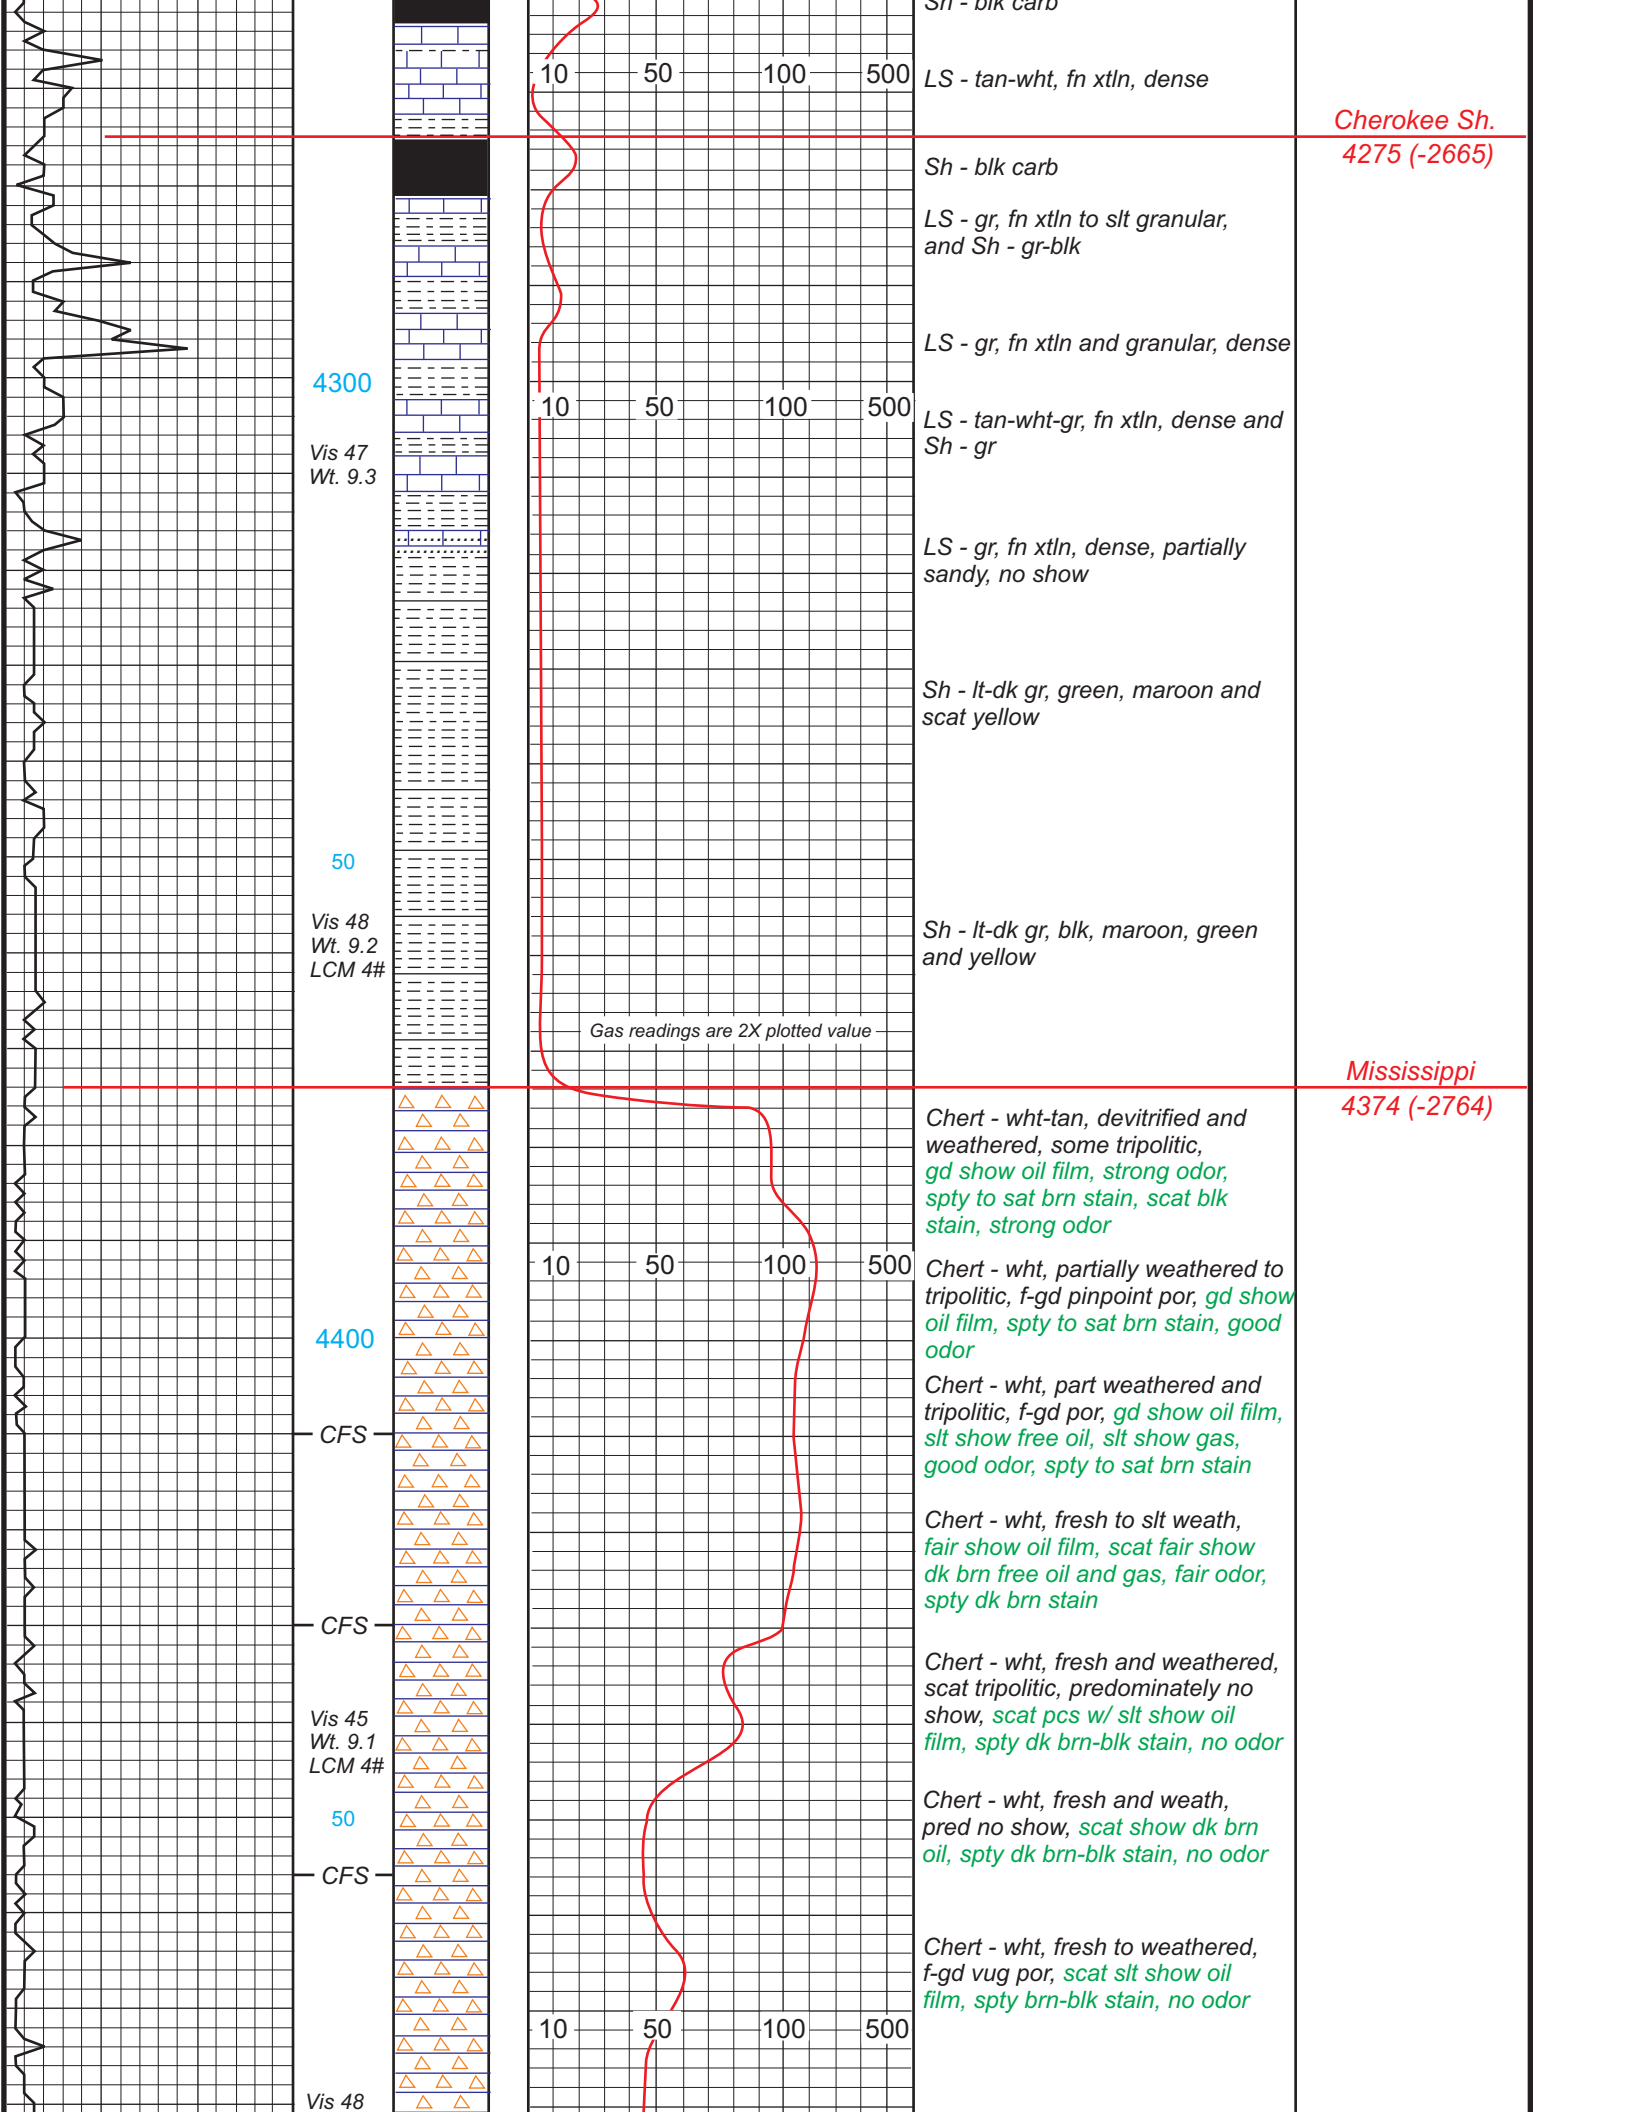 Sh - blk carb
10 50 100 500
LS - tan-wht, fn xtln, dense
Cherokee Sh.
4275 (-2665)
Sh - blk carb
LS - gr, fn xtln to slt granular,
and Sh - gr-blk
LS - gr, fn xtln and granular, dense
4300
10 50 100 500
LS - tan-wht-gr, fn xtln, dense and
Sh - gr
Vis 47
Wt. 9.3
LS - gr, fn xtln, dense, partially
sandy, no show
Sh - lt-dk gr, green, maroon and
scat yellow
50
Vis 48
Wt. 9.2
LCM 4#
Sh - lt-dk gr, blk, maroon, green
and yellow
Gas readings are 2X plotted value
Mississippi
4374 (-2764)
Chert - wht-tan, devitrified and
weathered, some tripolitic,
gd show oil film, strong odor,
spty to sat brn stain, scat blk
stain, strong odor
10 50 100 500
Chert - wht, partially weathered to
tripolitic, f-gd pinpoint por, gd show
oil film, spty to sat brn stain, good
odor
4400
Chert - wht, part weathered and
tripolitic, f-gd por, gd show oil film,
slt show free oil, slt show gas,
good odor, spty to sat brn stain
CFS
Chert - wht, fresh to slt weath,
fair show oil film, scat fair show
dk brn free oil and gas, fair odor,
spty dk brn stain
CFS
Chert - wht, fresh and weathered,
scat tripolitic, predominately no
show, scat pcs w/ slt show oil
film, spty dk brn-blk stain, no odor
Vis 45
Wt. 9.1
LCM 4#
50
Chert - wht, fresh and weath,
pred no show, scat show dk brn
oil, spty dk brn-blk stain, no odor
CFS
Chert - wht, fresh to weathered,
f-gd vug por, scat slt show oil
film, spty brn-blk stain, no odor
10 50 100 500
Vis 48